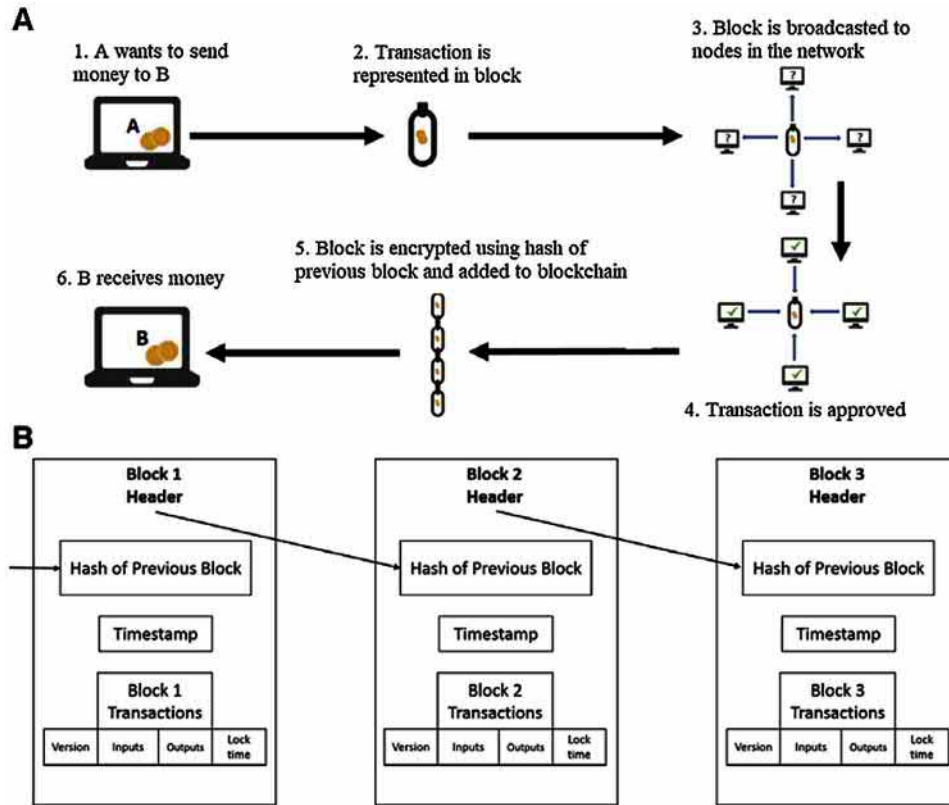 A
1. A wants to send
money to B
2. Transaction is
represented in block
3. Block is broadcasted to
nodes in the network
A
?
?
?
?
4. Transaction is approved
5. Block is encrypted using hash of
previous block and added to blockchain
6. B receives money
B
B
Block 1
Header
Hash of Previous Block
Timestamp
Block 1
Transactions
Version Inputs Outputs Lock
time
Block 2
Header
Hash of Previous Block
Timestamp
Block 2
Transactions
Version Inputs Outputs Lock
time
Block 3
Header
Hash of Previous Block
Timestamp
Block 3
Transactions
Version Inputs Outputs Lock
time